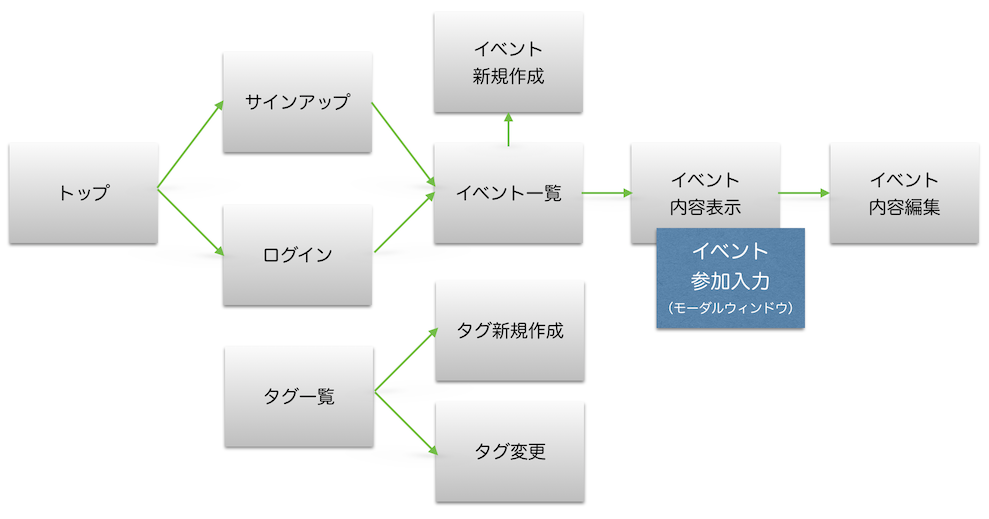 トップ
サインアップ
ログイン
イベント
新規作成
イベント一覧
イベント
内容表示
イベント
参加入力
(モーダルウィンドウ)
イベント
内容編集
タグ一覧
タグ新規作成
タグ変更